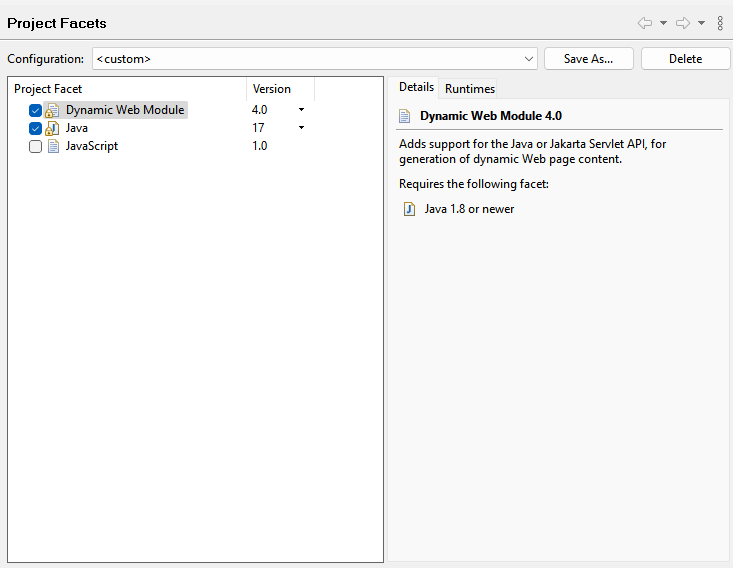 Project Facets
Configuration: <custom> Save As... Delete
Project Facet Version
Dynamic Web Module 4.0
Java 17
JavaScript 1.0
Details Runtimes
Dynamic Web Module 4.0
Adds support for the Java or Jakarta Servlet API, for
generation of dynamic Web page content.
Requires the following facet:
Java 1.8 or newer